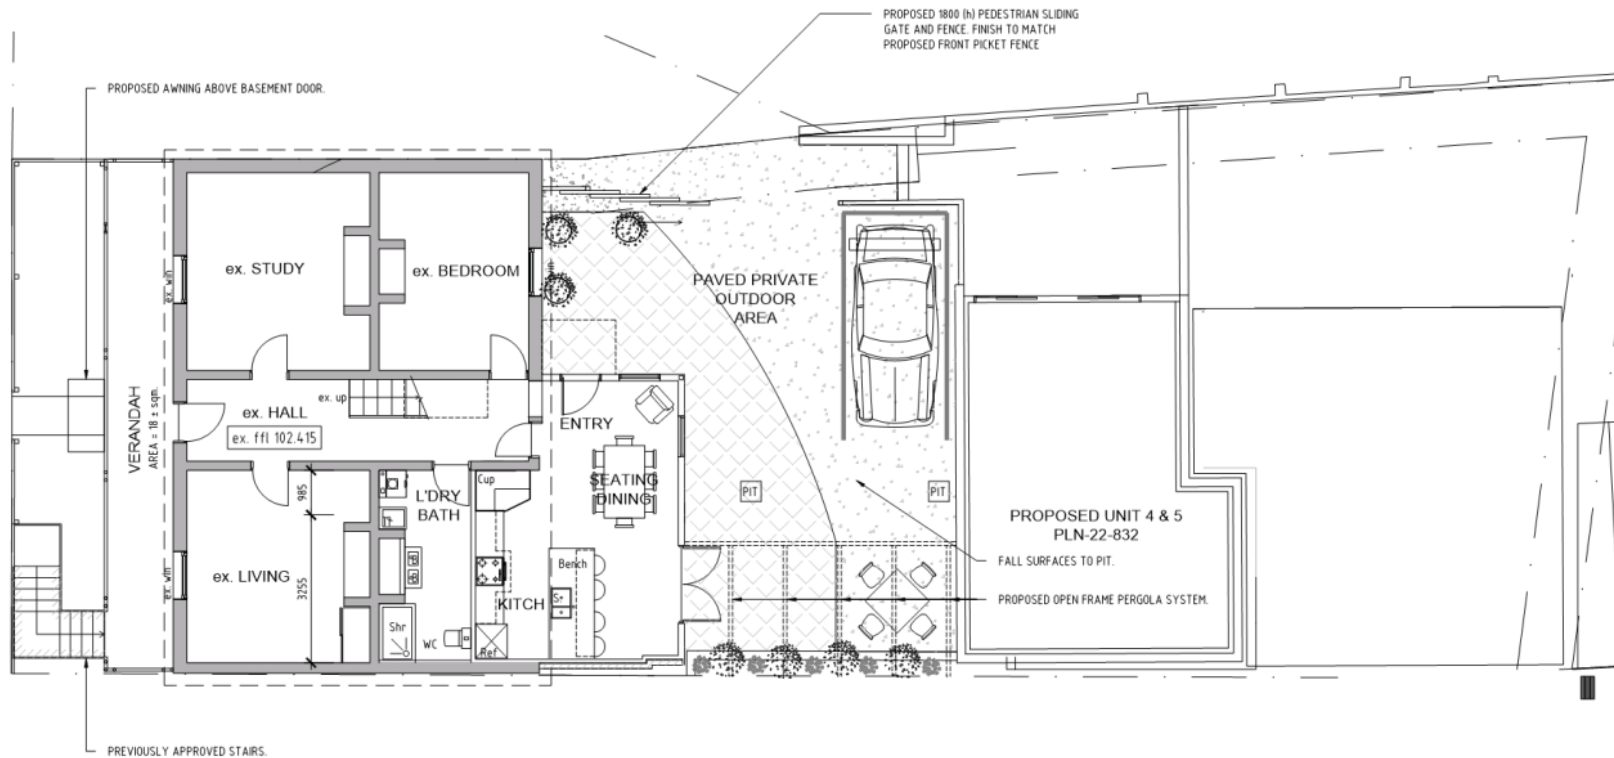 PROPOSED 1800 (h) PEDESTRIAN SLIDING
GATE AND FENCE. FINISH TO MATCH
PROPOSED FRONT PICKET FENCE
PROPOSED AWNING ABOVE BASEMENT DOOR.
ex. STUDY
ex. BEDROOM
ex. win
PAVED PRIVATE
OUTDOOR
AREA
VERANDAH
AREA = 18 ± sqm.
ex. HALL
ex. ffl 102.415
ex. up
ENTRY
SEATING
DINING
Cup
L'DRY
BATH
985
3255
ex. LIVING
ex. win
Bench
KITCH
Shr
WC
Ref
PIT
PIT
PROPOSED UNIT 4 & 5
PLN-22-832
FALL SURFACES TO PIT.
PROPOSED OPEN FRAME PERGOLA SYSTEM.
PREVIOUSLY APPROVED STAIRS.